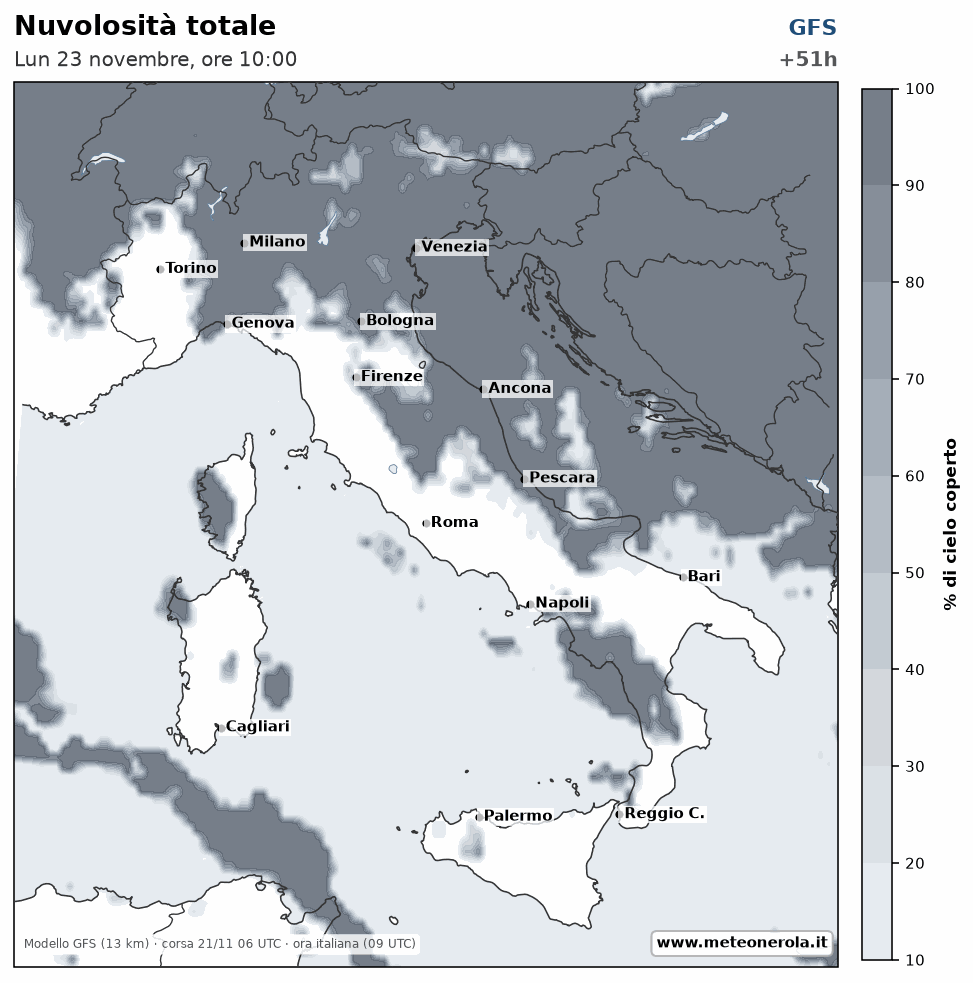 Nuvolosità totale
GFS
Lun 23 novembre, ore 10:00
+51h
Milano
Venezia
Torino
Genova
Bologna
Firenze
Ancona
Pescara
Roma
Bari
Napoli
Cagliari
Palermo
Reggio C.
100
90
80
70
60
50
40
30
20
10
% di cielo coperto
Modello GFS (13 km) · corsa 21/11 06 UTC · ora italiana (09 UTC)
www.meteonerola.it